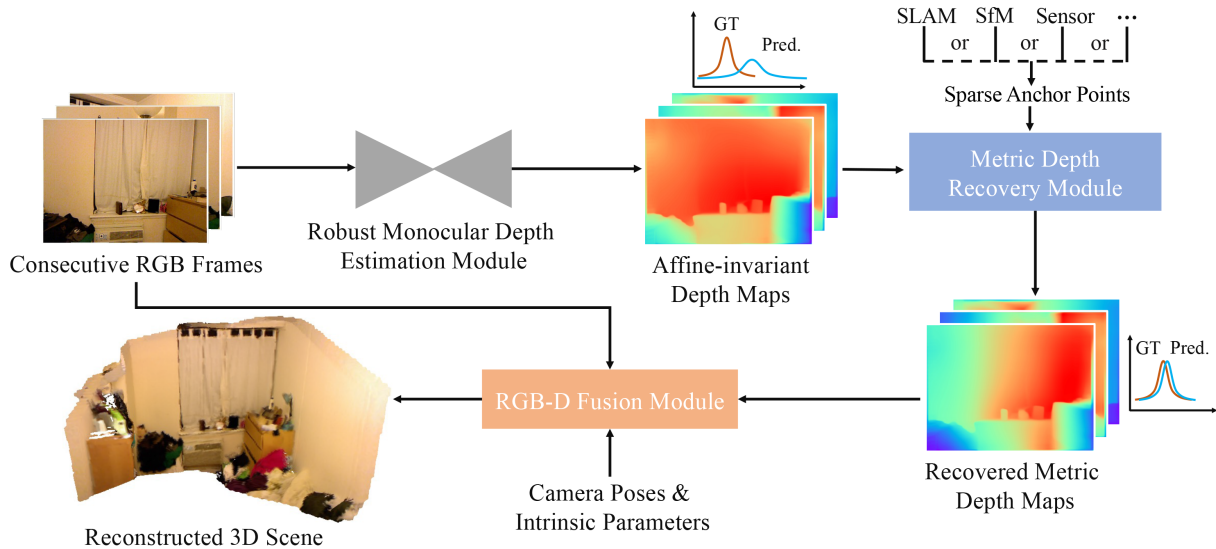 GT
Pred.
SLAM SfM Sensor ...
or or or
Sparse Anchor Points
Metric Depth
Recovery Module
Robust Monocular Depth
Estimation Module
Consecutive RGB Frames
Affine-invariant
Depth Maps
GT Pred.
RGB-D Fusion Module
Recovered Metric
Depth Maps
Camera Poses &
Intrinsic Parameters
Reconstructed 3D Scene